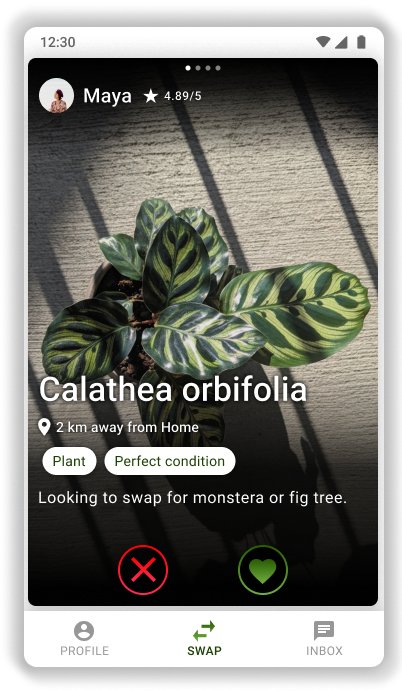 12:30
Maya ★ 4.89/5
Calathea orbifolia
2 km away from Home
Plant Perfect condition
Looking to swap for monstera or fig tree.
PROFILE SWAP INBOX